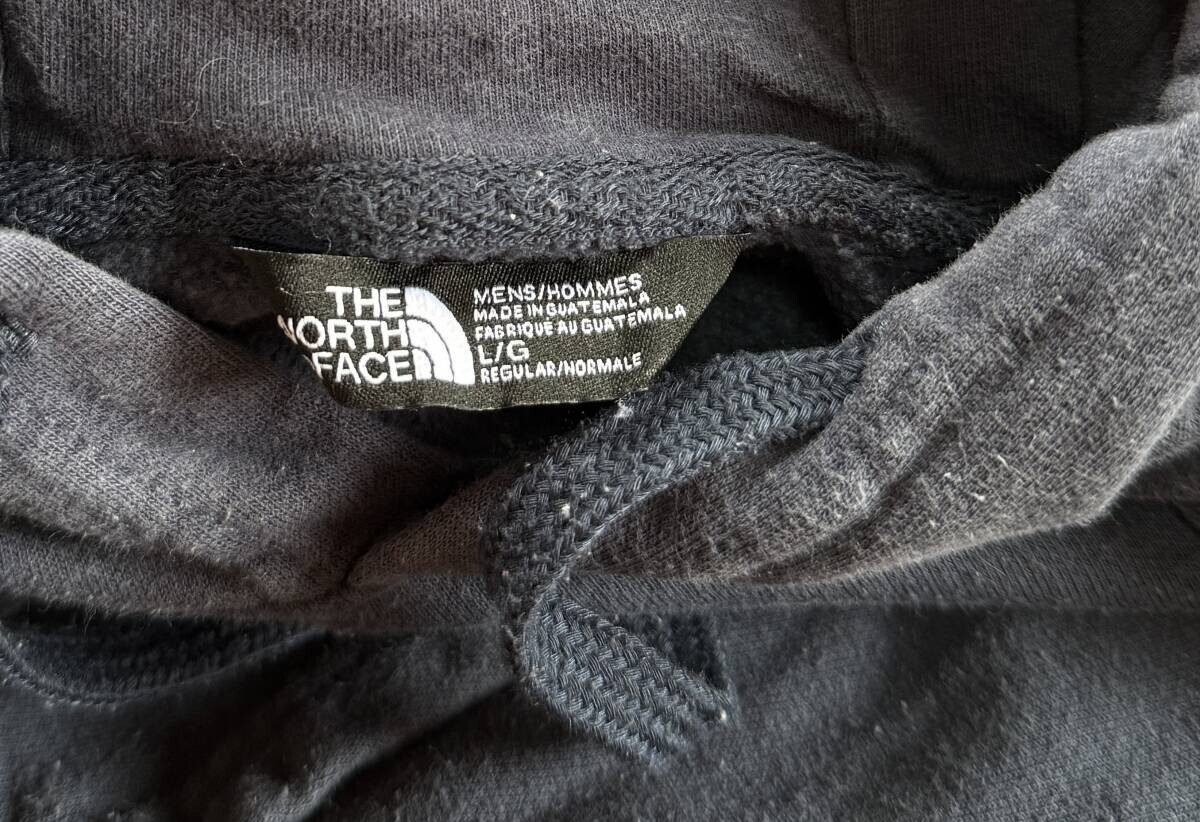 THE
NORTH
FACE
MENS/HOMMES
MADE IN GUATEMALA
FABRIQUE AU GUATEMALA
L/G
REGULAR/NORMALE